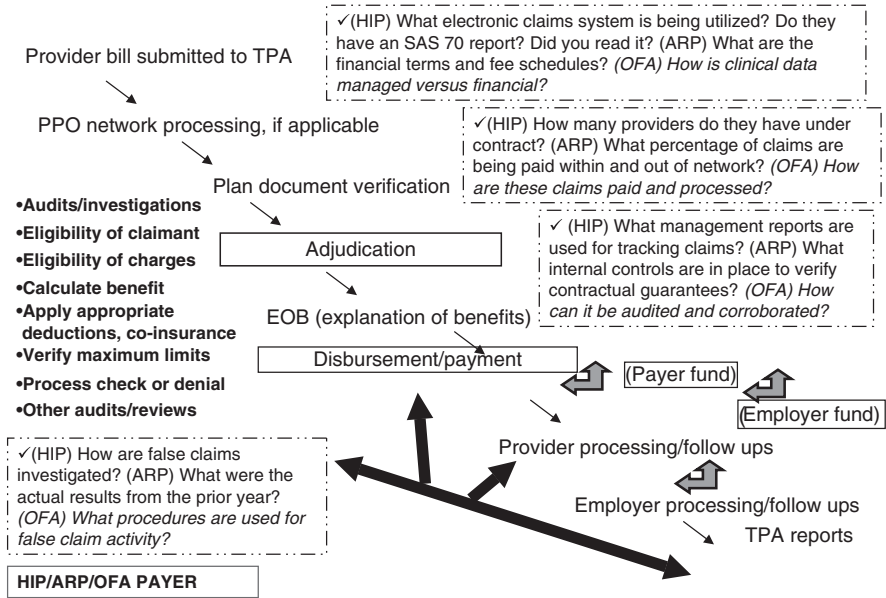 ✓(HIP) What electronic claims system is being utilized? Do they
have an SAS 70 report? Did you read it? (ARP) What are the
financial terms and fee schedules? (OFA) How is clinical data
managed versus financial?
Provider bill submitted to TPA
PPO network processing, if applicable
✓(HIP) How many providers do they have under
contract? (ARP) What percentage of claims are
being paid within and out of network? (OFA) How
are these claims paid and processed?
Plan document verification
•Audits/investigations
•Eligibility of claimant
•Eligibility of charges
•Calculate benefit
•Apply appropriate
deductions, co-insurance
•Verify maximum limits
•Process check or denial
•Other audits/reviews
Adjudication
✓ (HIP) What management reports are
used for tracking claims? (ARP) What
internal controls are in place to verify
contractual guarantees? (OFA) How
can it be audited and corroborated?
EOB (explanation of benefits)
Disbursement/payment
(Payer fund)
(Employer fund)
Provider processing/follow ups
Employer processing/follow ups
TPA reports
✓(HIP) How are false claims
investigated? (ARP) What were the
actual results from the prior year?
(OFA) What procedures are used for
false claim activity?
HIP/ARP/OFA PAYER